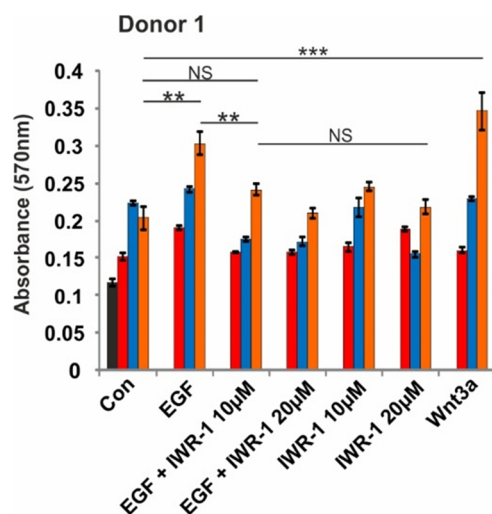 Donor 1
***
NS
**
**
NS
Absorbance (570nm)
0.4
0.35
0.3
0.25
0.2
0.15
0.1
0.05
0
Con
EGF
EGF + IWR-1 10µM
EGF + IWR-1 20µM
IWR-1 10µM
IWR-1 20µM
Wnt3a